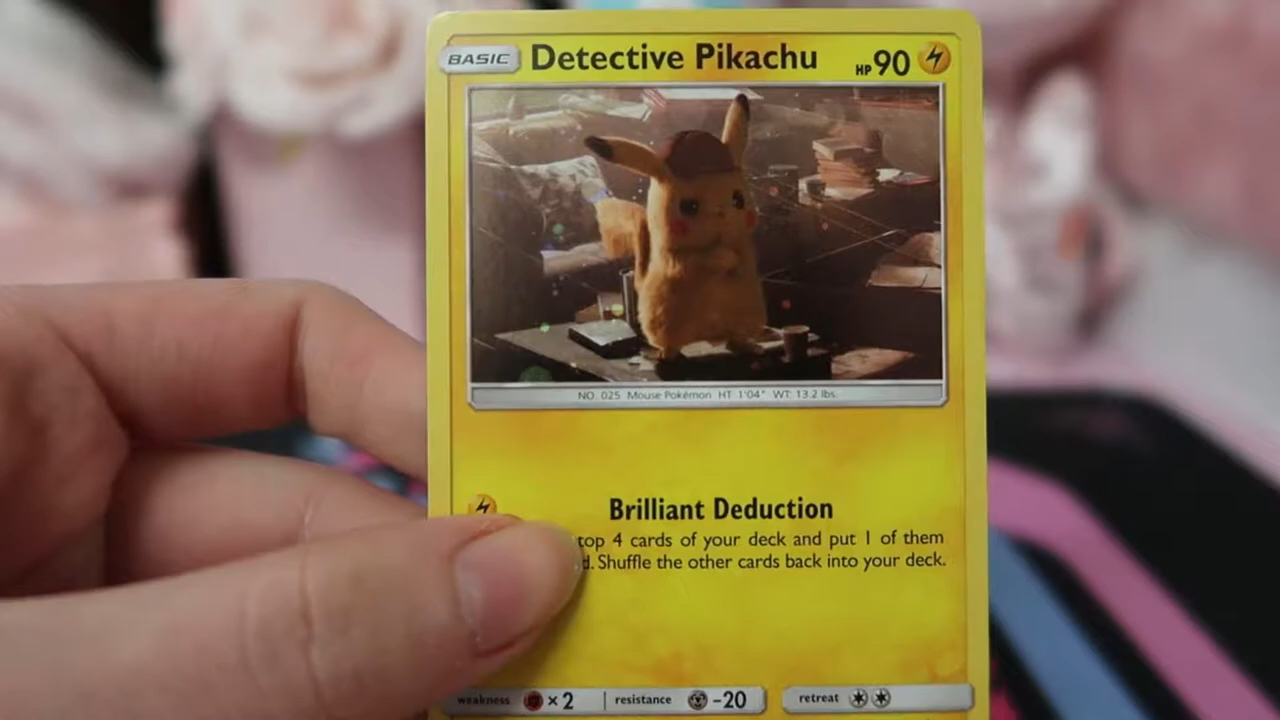 BASIC Detective Pikachu HP 90
NO. 025 Mouse Pokémon HT 1'04" WT: 13.2 lbs.
Brilliant Deduction
top 4 cards of your deck and put 1 of them
d. Shuffle the other cards back into your deck.
weakness ×2 resistance -20 retreat